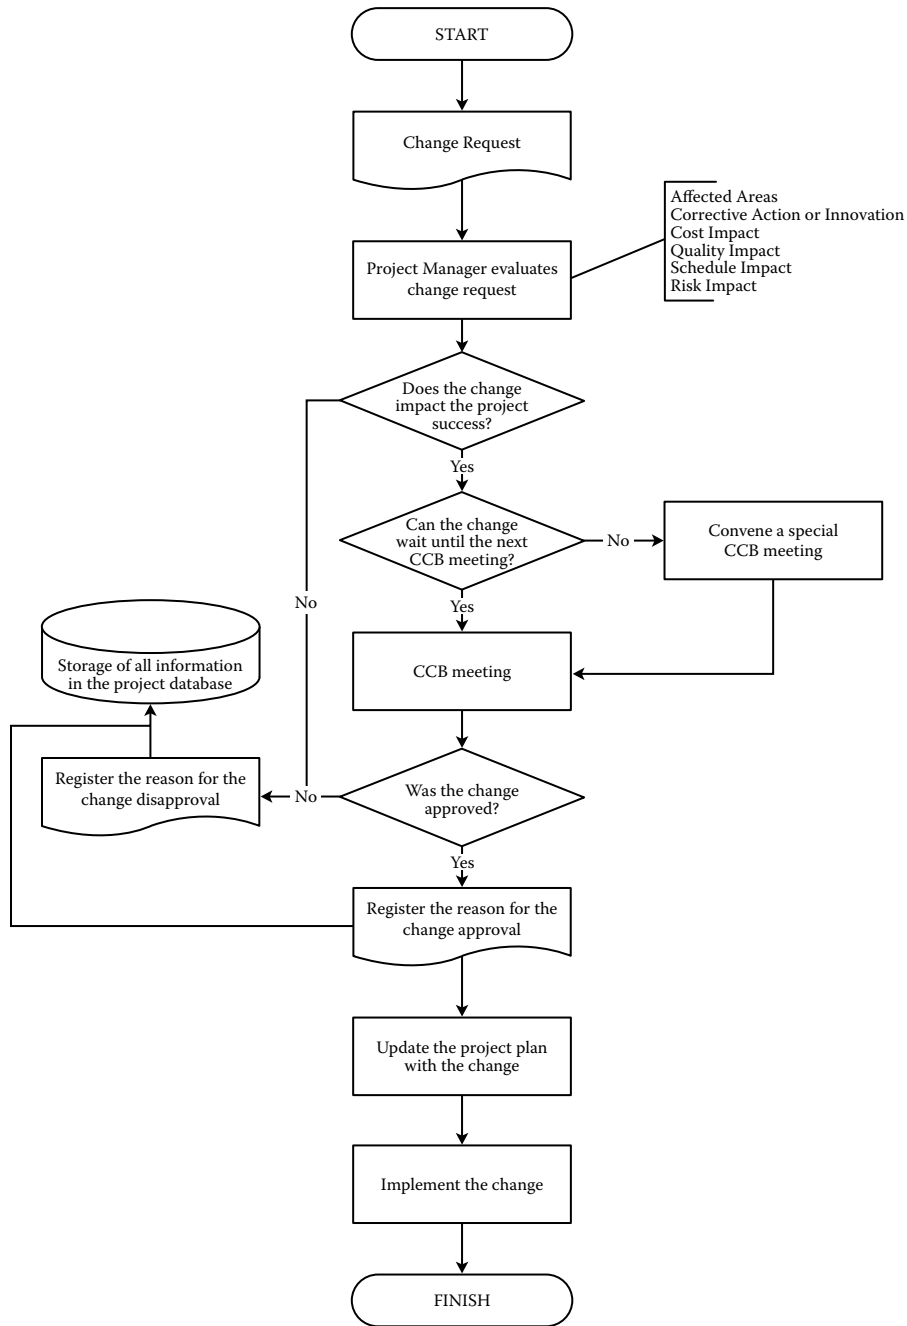 START
Change Request
Affected Areas
Corrective Action or Innovation
Cost Impact
Quality Impact
Schedule Impact
Risk Impact
Project Manager evaluates
change request
Does the change
impact the project
success?
Yes
Can the change
wait until the next
CCB meeting?
No
Convene a special
CCB meeting
No
Yes
Storage of all information
in the project database
CCB meeting
Register the reason for the
change disapproval
No
Was the change
approved?
Yes
Register the reason for the
change approval
Update the project plan
with the change
Implement the change
FINISH